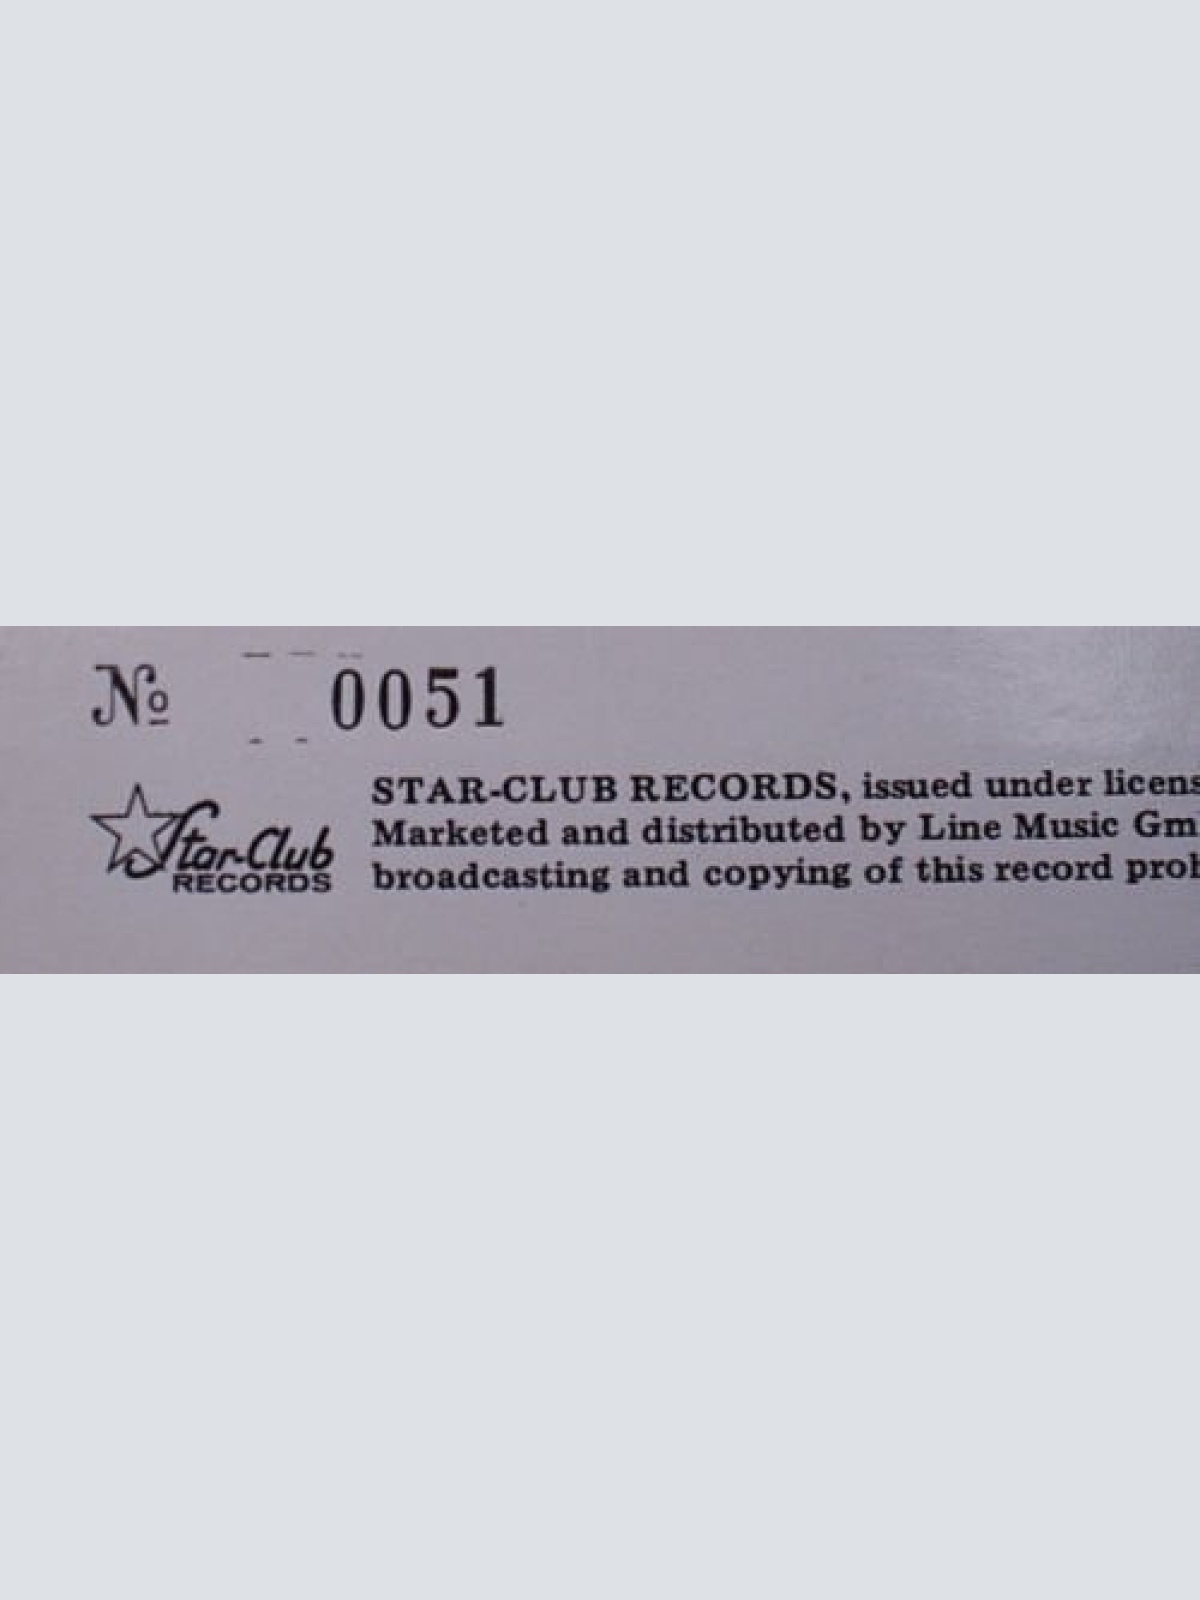 № 0051
Star-Club
RECORDS
STAR-CLUB RECORDS, issued under licens
Marketed and distributed by Line Music Gm
broadcasting and copying of this record prob